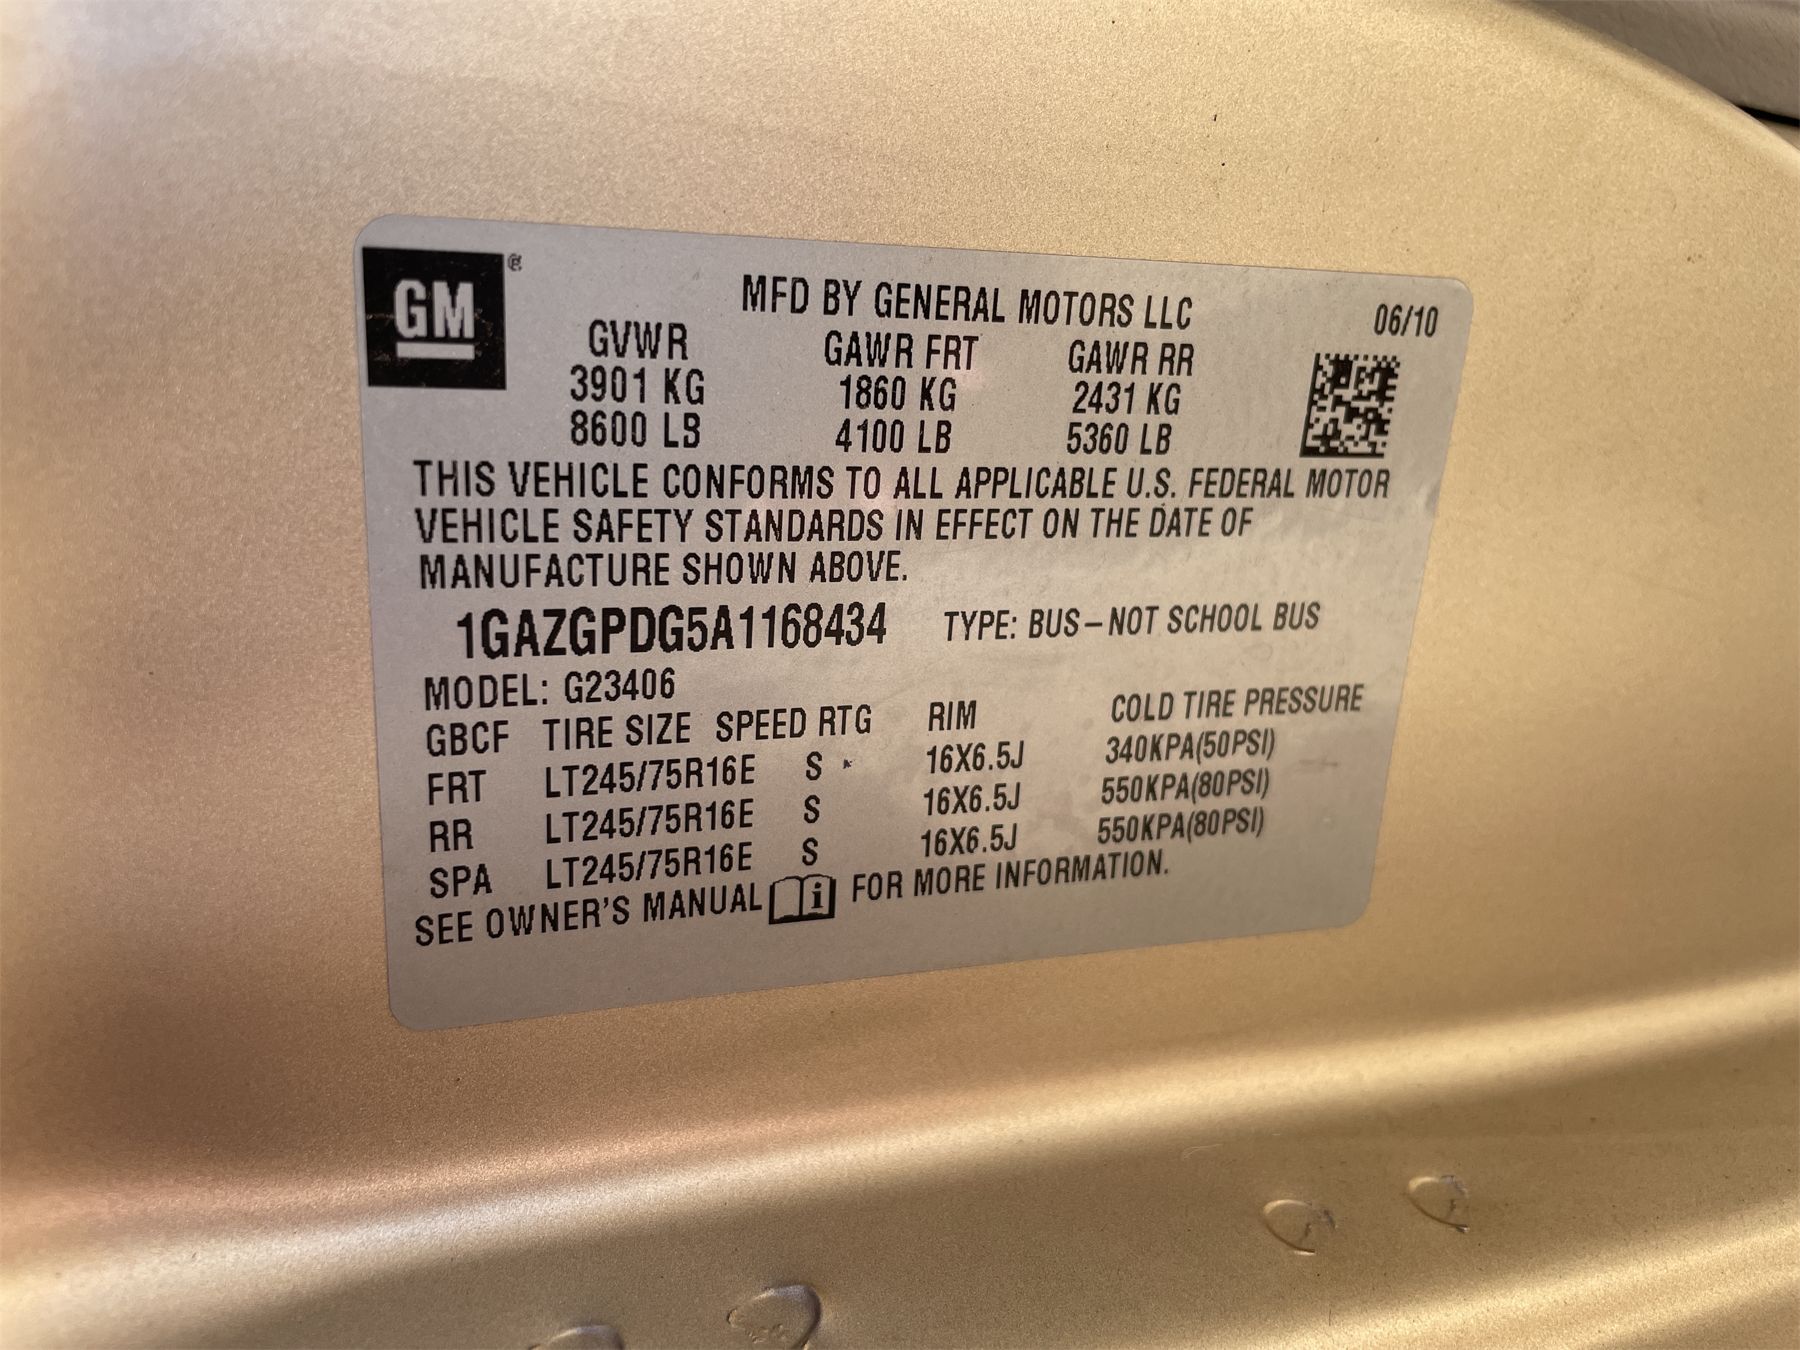 GM ®
MFD BY GENERAL MOTORS LLC 06/10
GVWR GAWR FRT GAWR RR
3901 KG 1860 KG 2431 KG
8600 LB 4100 LB 5360 LB
THIS VEHICLE CONFORMS TO ALL APPLICABLE U.S. FEDERAL MOTOR
VEHICLE SAFETY STANDARDS IN EFFECT ON THE DATE OF
MANUFACTURE SHOWN ABOVE.
1GAZGPDG5A1168434 TYPE: BUS–NOT SCHOOL BUS
MODEL: G23406
GBCF TIRE SIZE SPEED RTG RIM COLD TIRE PRESSURE
FRT LT245/75R16E S 16X6.5J 340KPA(50PSI)
RR LT245/75R16E S 16X6.5J 550KPA(80PSI)
SPA LT245/75R16E S 16X6.5J 550KPA(80PSI)
SEE OWNER'S MANUAL i FOR MORE INFORMATION.